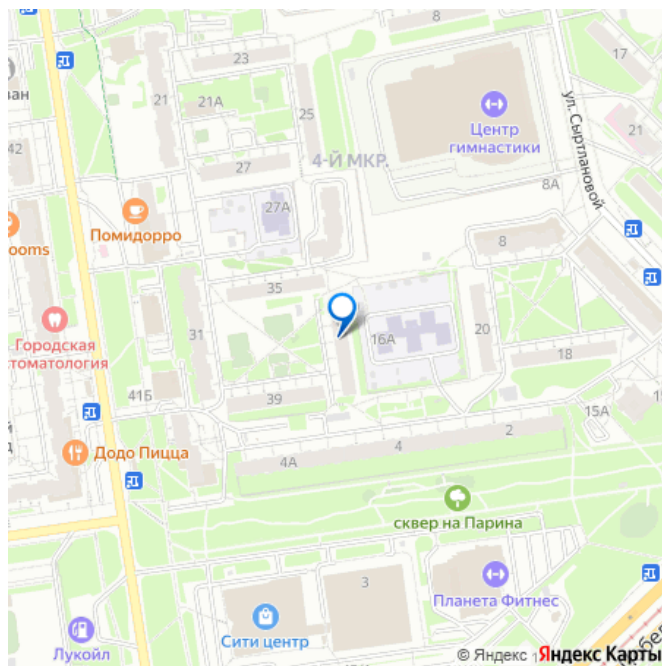 8
23
17
21
21А
25
ван
Центр
гимнастики
21
42
4-Й МКР.
ул. Сыртлановой
27
8А
27А
Помидорро
8
rooms
35
31
16А
20
Городская
стоматология
18
41Б
39
15А
2
4
4А
Додо Пицца
сквер на Парина
3
Планета Фитнес
Сити центр
Лукойл
© Яндекс
Яндекс Карты